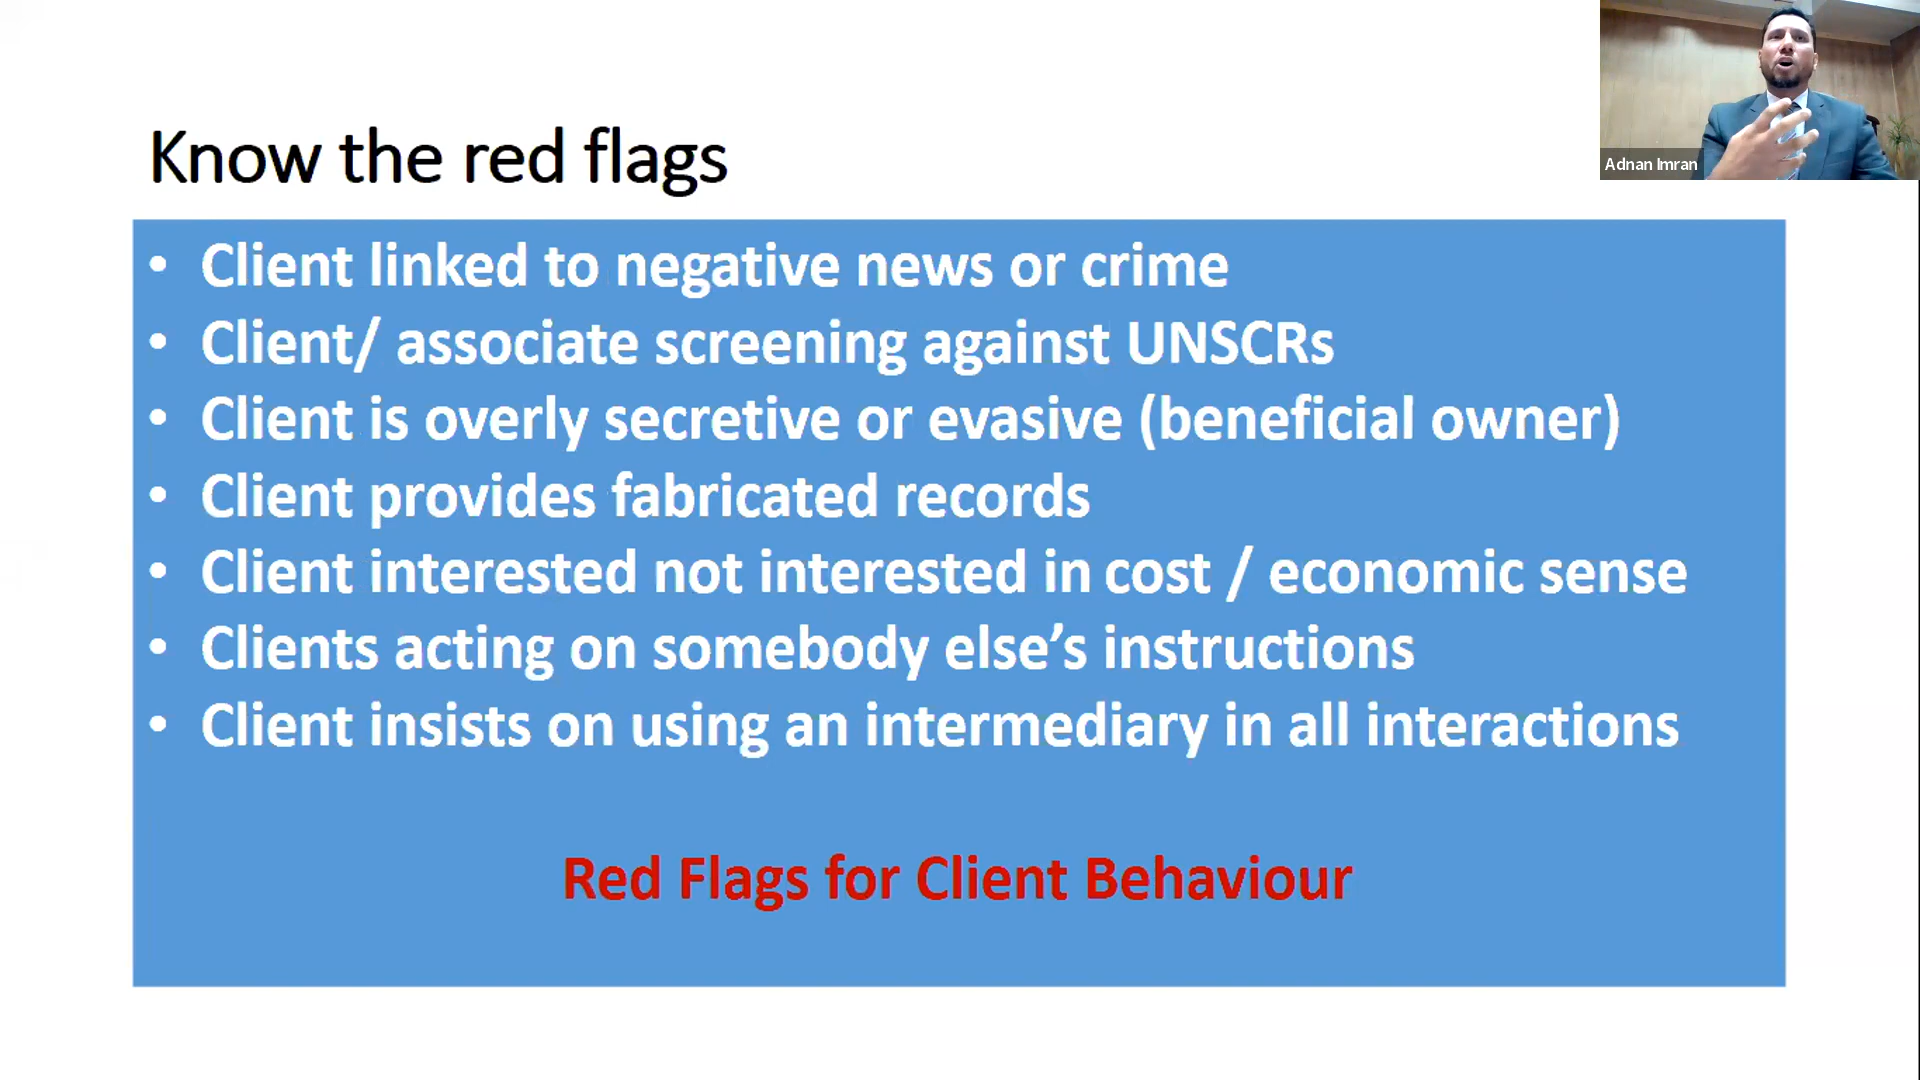 Know the red flags
Adnan Imran
• Client linked to negative news or crime
• Client/ associate screening against UNSCRs
• Client is overly secretive or evasive (beneficial owner)
• Client provides fabricated records
• Client interested not interested in cost / economic sense
• Clients acting on somebody else’s instructions
• Client insists on using an intermediary in all interactions
Red Flags for Client Behaviour